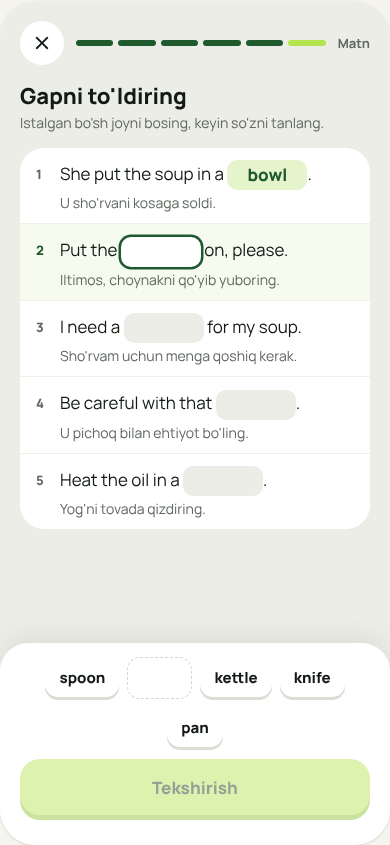 Matn
Gapni to'ldiring
Istalgan bo'sh joyni bosing, keyin so'zni tanlang.
1 She put the soup in a bowl .
U sho'rvani kosaga soldi.
2 Put the on, please.
Iltimos, choynakni qo'yib yuboring.
3 I need a for my soup.
Sho'rvam uchun menga qoshiq kerak.
4 Be careful with that .
U pichoq bilan ehtiyot bo'ling.
5 Heat the oil in a .
Yog'ni tovada qizdiring.
spoon kettle knife
pan
Tekshirish